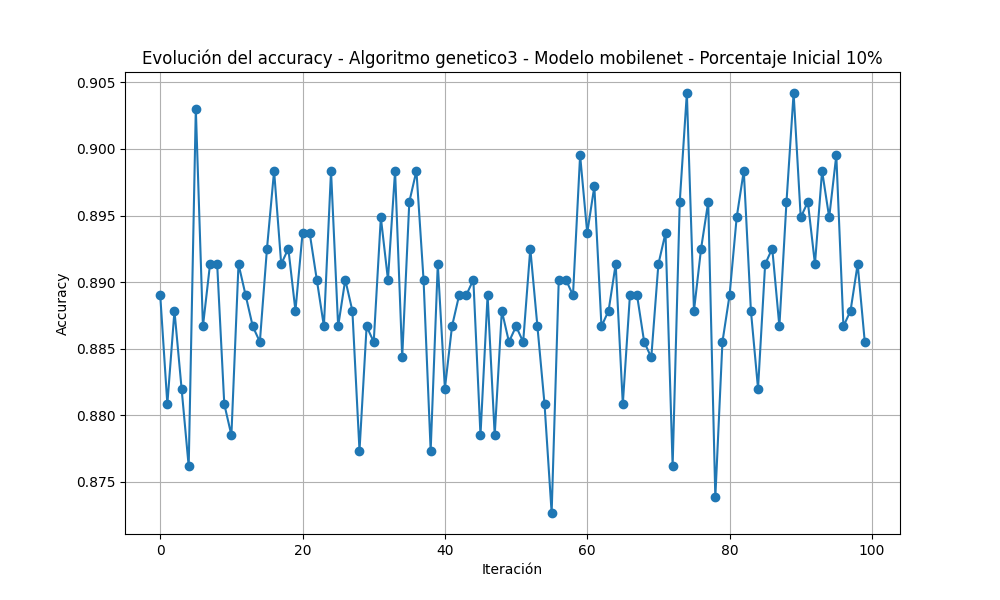 Evolución del accuracy - Algoritmo genetico3 - Modelo mobilenet - Porcentaje Inicial 10%
0.905
0.900
0.895
0.890
0.885
0.880
0.875
Accuracy
0 20 40 60 80 100
Iteración